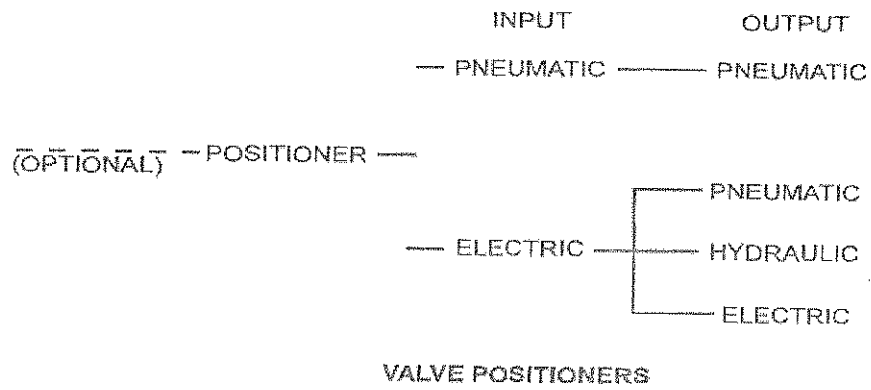 INPUT OUTPUT
PNEUMATIC PNEUMATIC
(OPTIONAL) POSITIONER
PNEUMATIC
ELECTRIC HYDRAULIC
ELECTRIC
VALVE POSITIONERS